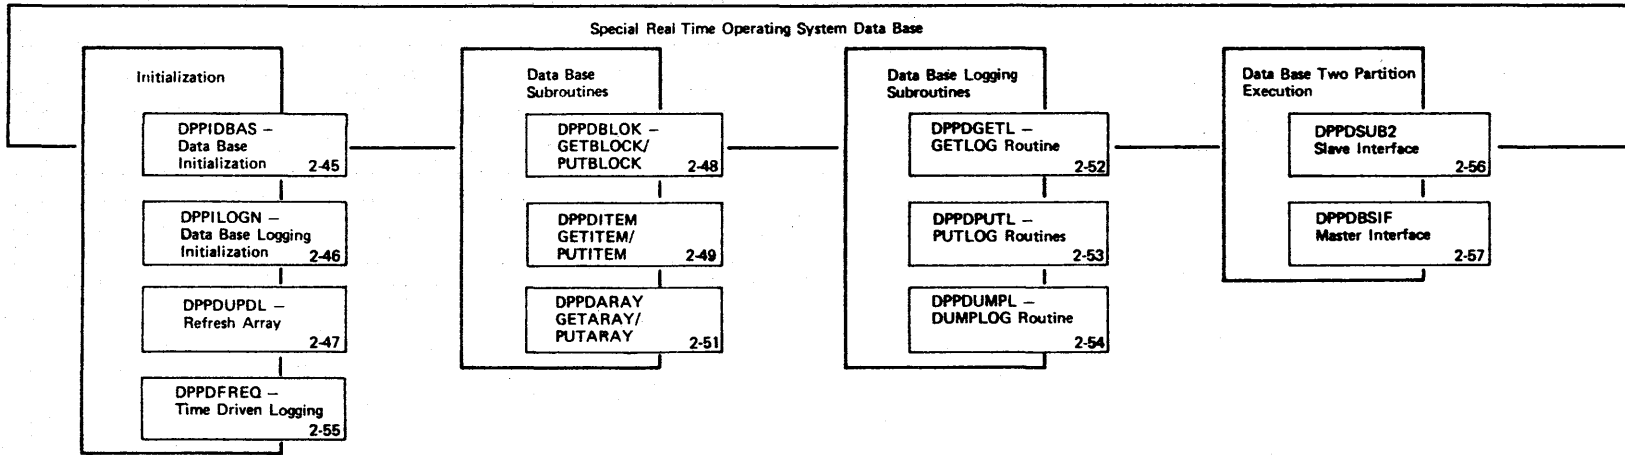 Special Real Time Operating System Data Base
Initialization
DPPIDBAS –
Data Base
Initialization
2-45
DPPILOGN –
Data Base Logging
Initialization
2-46
DPPDUPDL –
Refresh Array
2-47
DPPDFREQ –
Time Driven Logging
2-55
Data Base
Subroutines
DPPDBLOK –
GETBLOCK/
PUTBLOCK
2-48
DPPDITEM
GETITEM/
PUTITEM
2-49
DPPDARAY
GETARAY/
PUTARAY
2-51
Data Base Logging
Subroutines
DPPDGETL –
GETLOG Routine
2-52
DPPDPUTL –
PUTLOG Routines
2-53
DPPDUMPL –
DUMPLOG Routine
2-54
Data Base Two Partition
Execution
DPPDSUB2
Slave Interface
2-56
DPPDBSIF
Master Interface
2-57